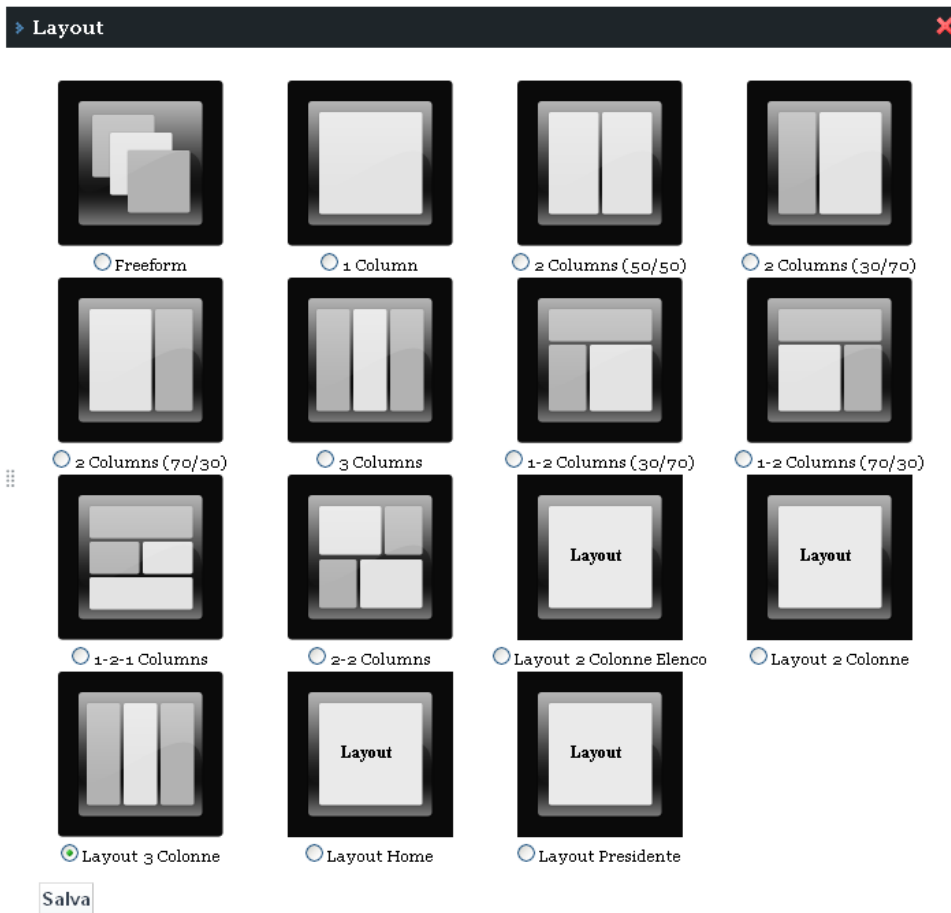 Layout
Freeform
1 Column
2 Columns (50/50)
2 Columns (30/70)
2 Columns (70/30)
3 Columns
1-2 Columns (30/70)
1-2 Columns (70/30)
Layout
Layout
1-2-1 Columns
2-2 Columns
Layout 2 Colonne Elenco
Layout 2 Colonne
Layout
Layout
Layout 3 Colonne
Layout Home
Layout Presidente
Salva